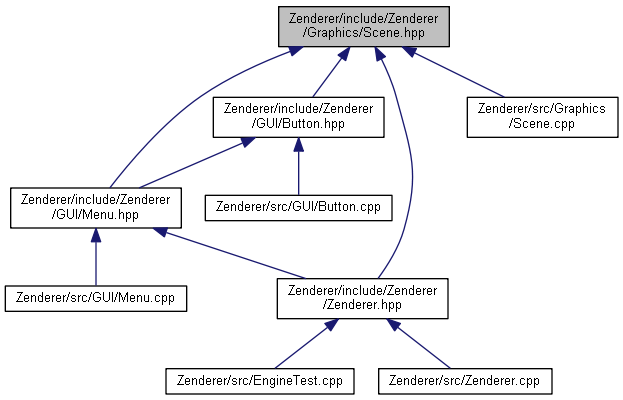 Zenderer/include/Zenderer
/Graphics/Scene.hpp
Zenderer/include/Zenderer
/GUI/Button.hpp
Zenderer/src/Graphics
/Scene.cpp
Zenderer/include/Zenderer
/GUI/Menu.hpp
Zenderer/src/GUI/Button.cpp
Zenderer/src/GUI/Menu.cpp
Zenderer/include/Zenderer
/Zenderer.hpp
Zenderer/src/EngineTest.cpp
Zenderer/src/Zenderer.cpp